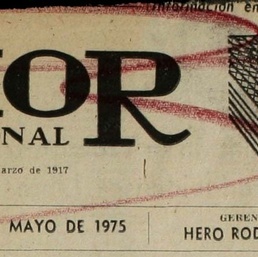 (Información en
OR
NAL
arzo de 1917
MAYO DE 1975
GEREN
HERO ROD